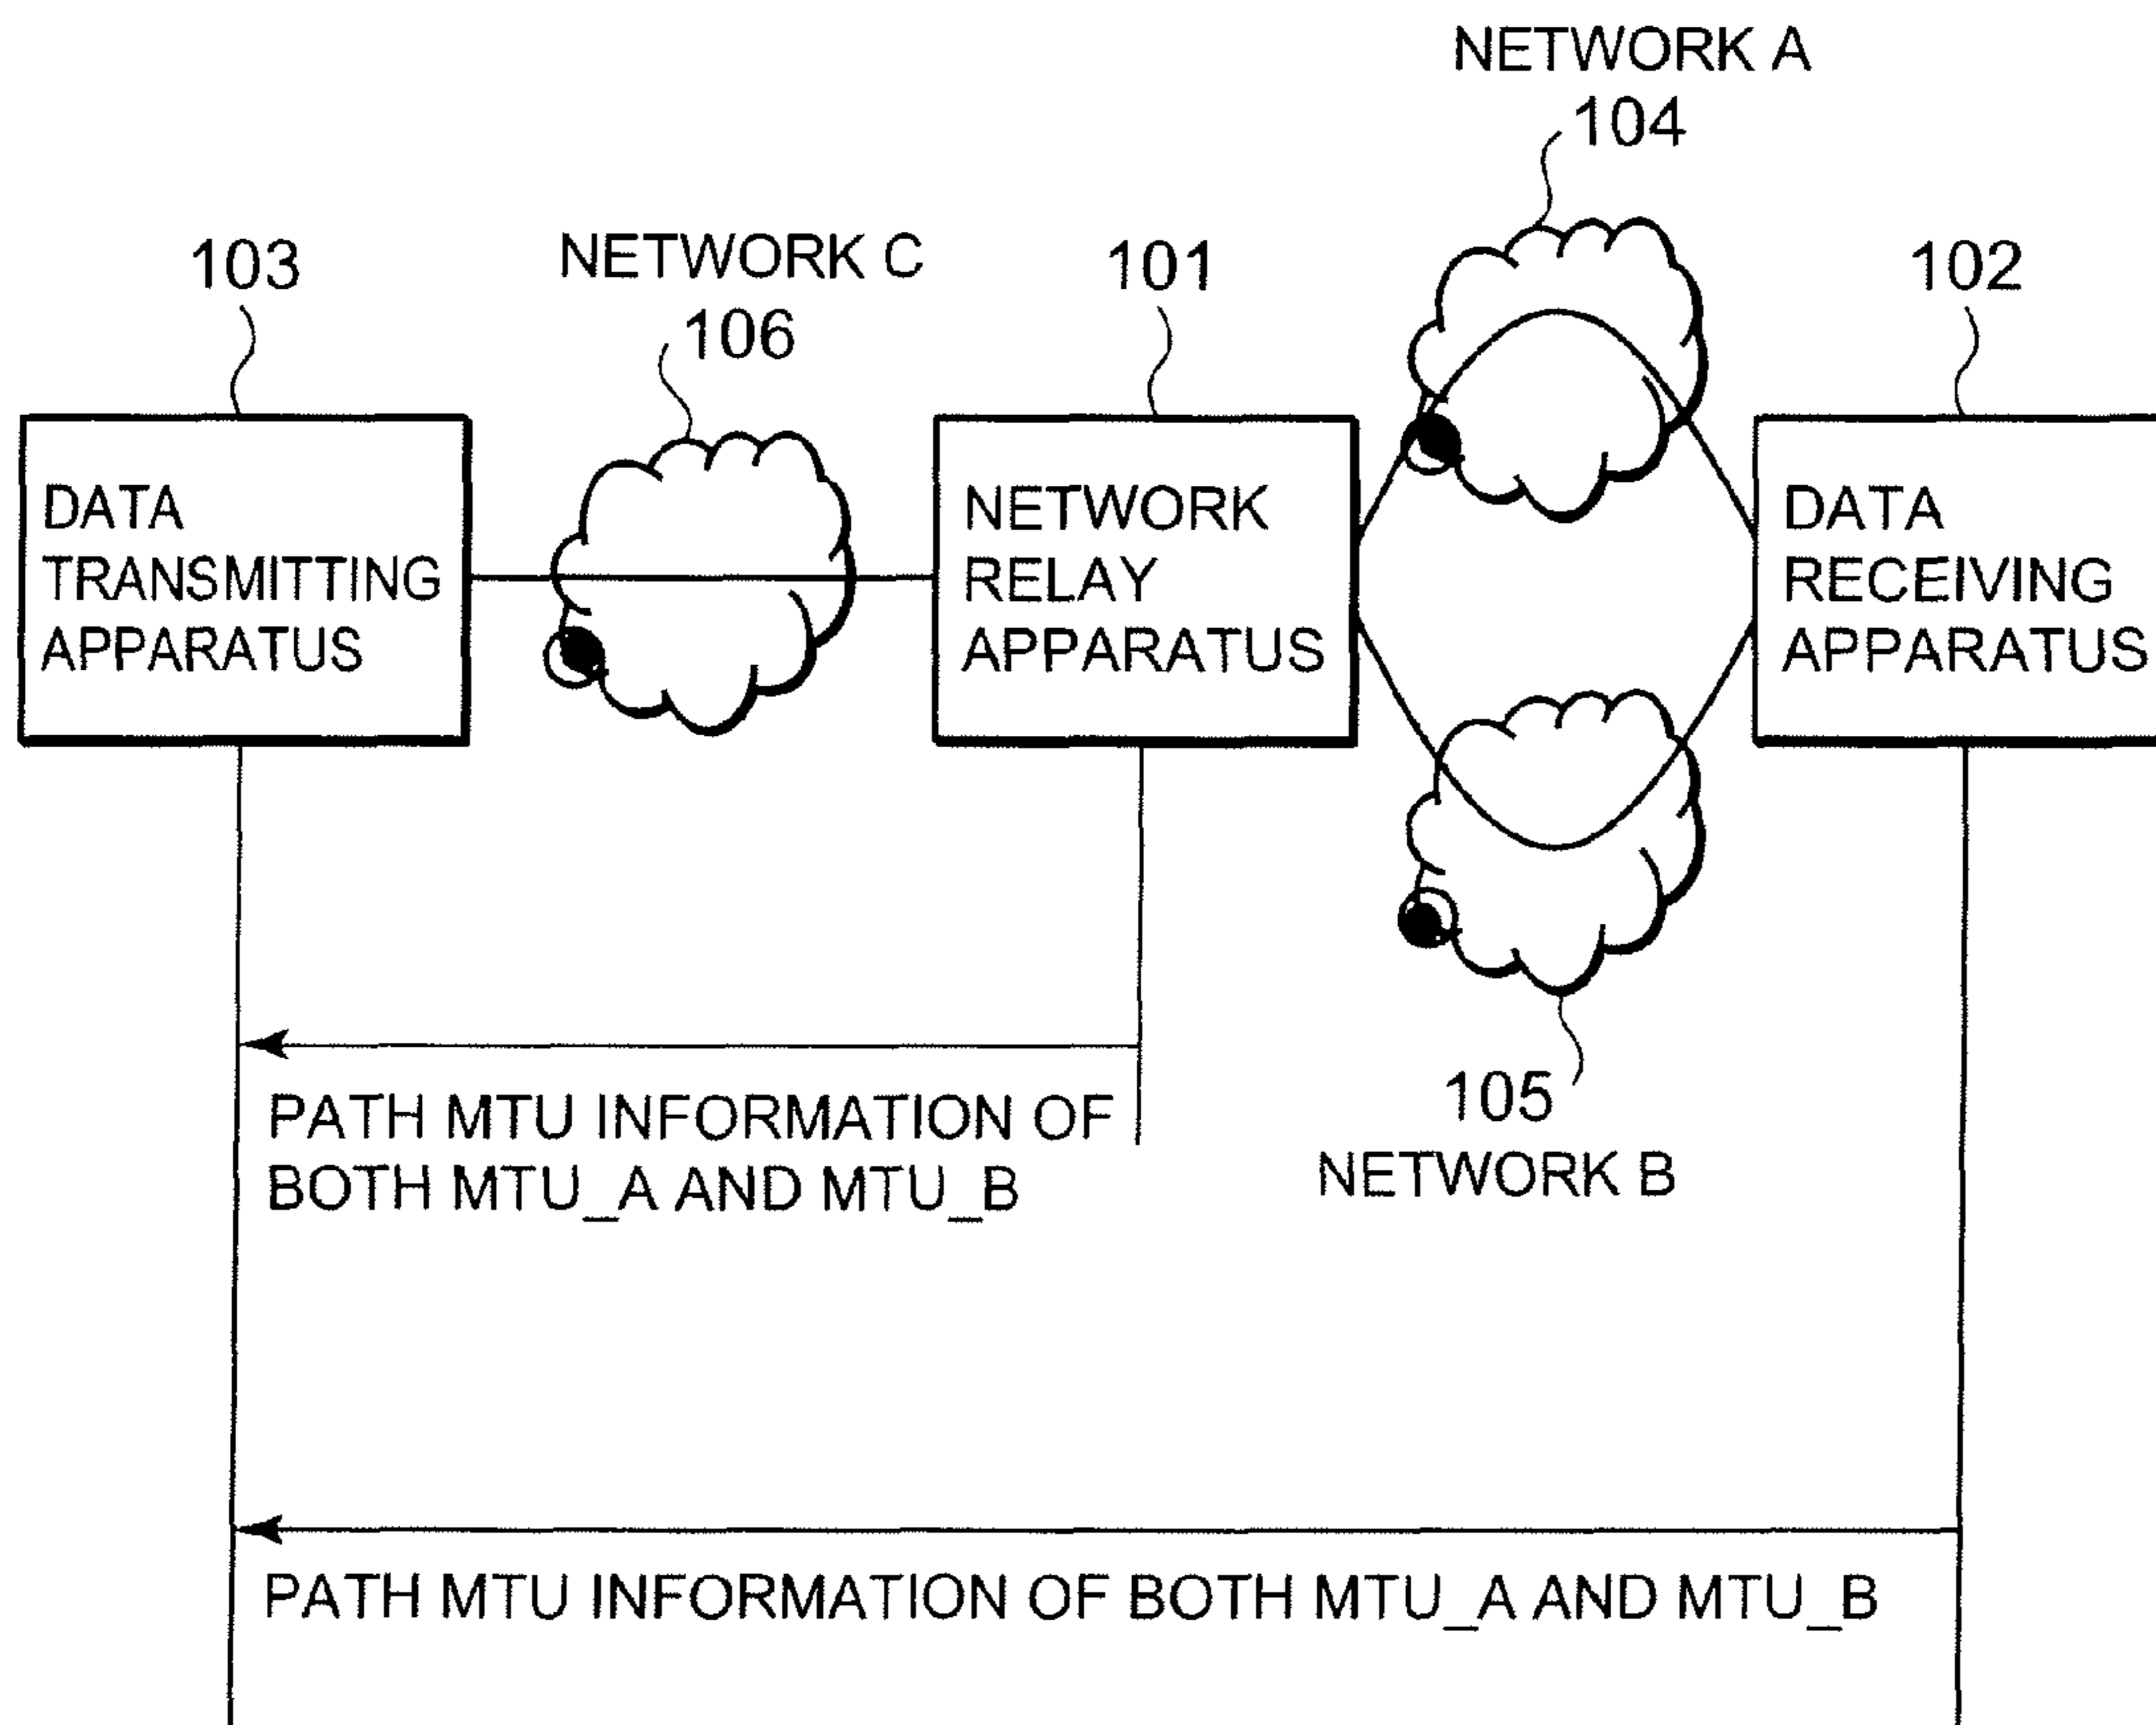 NETWORK A
104
103
NETWORK C
106
101
102
DATA
TRANSMITTING
APPARATUS
NETWORK
RELAY
APPARATUS
DATA
RECEIVING
APPARATUS
105
NETWORK B
PATH MTU INFORMATION OF
BOTH MTU_A AND MTU_B
PATH MTU INFORMATION OF BOTH MTU_A AND MTU_B